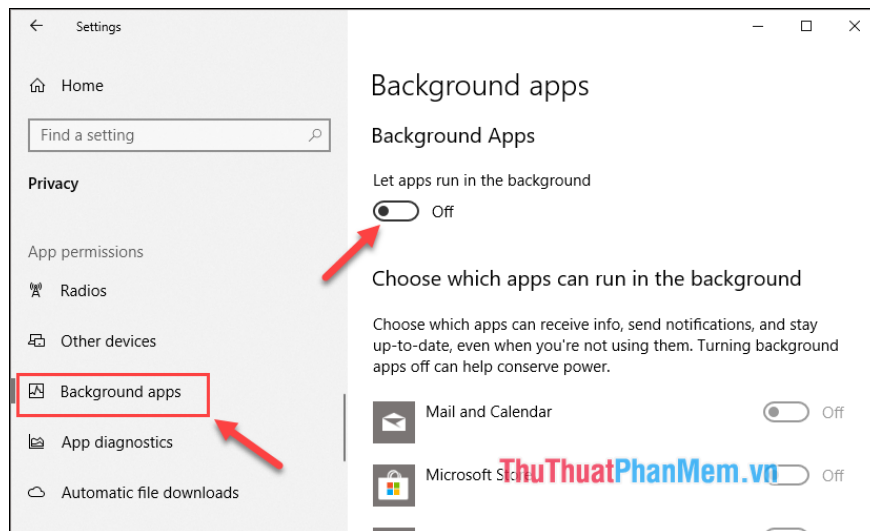 Settings
Home
Find a setting
Privacy
App permissions
Radios
Other devices
Background apps
App diagnostics
Automatic file downloads
Background apps
Background Apps
Let apps run in the background
Off
Choose which apps can run in the background
Choose which apps can receive info, send notifications, and stay
up-to-date, even when you're not using them. Turning background
apps off can help conserve power.
Mail and Calendar Off
Microsoft Store Off
ThuThuatPhanMem.vn